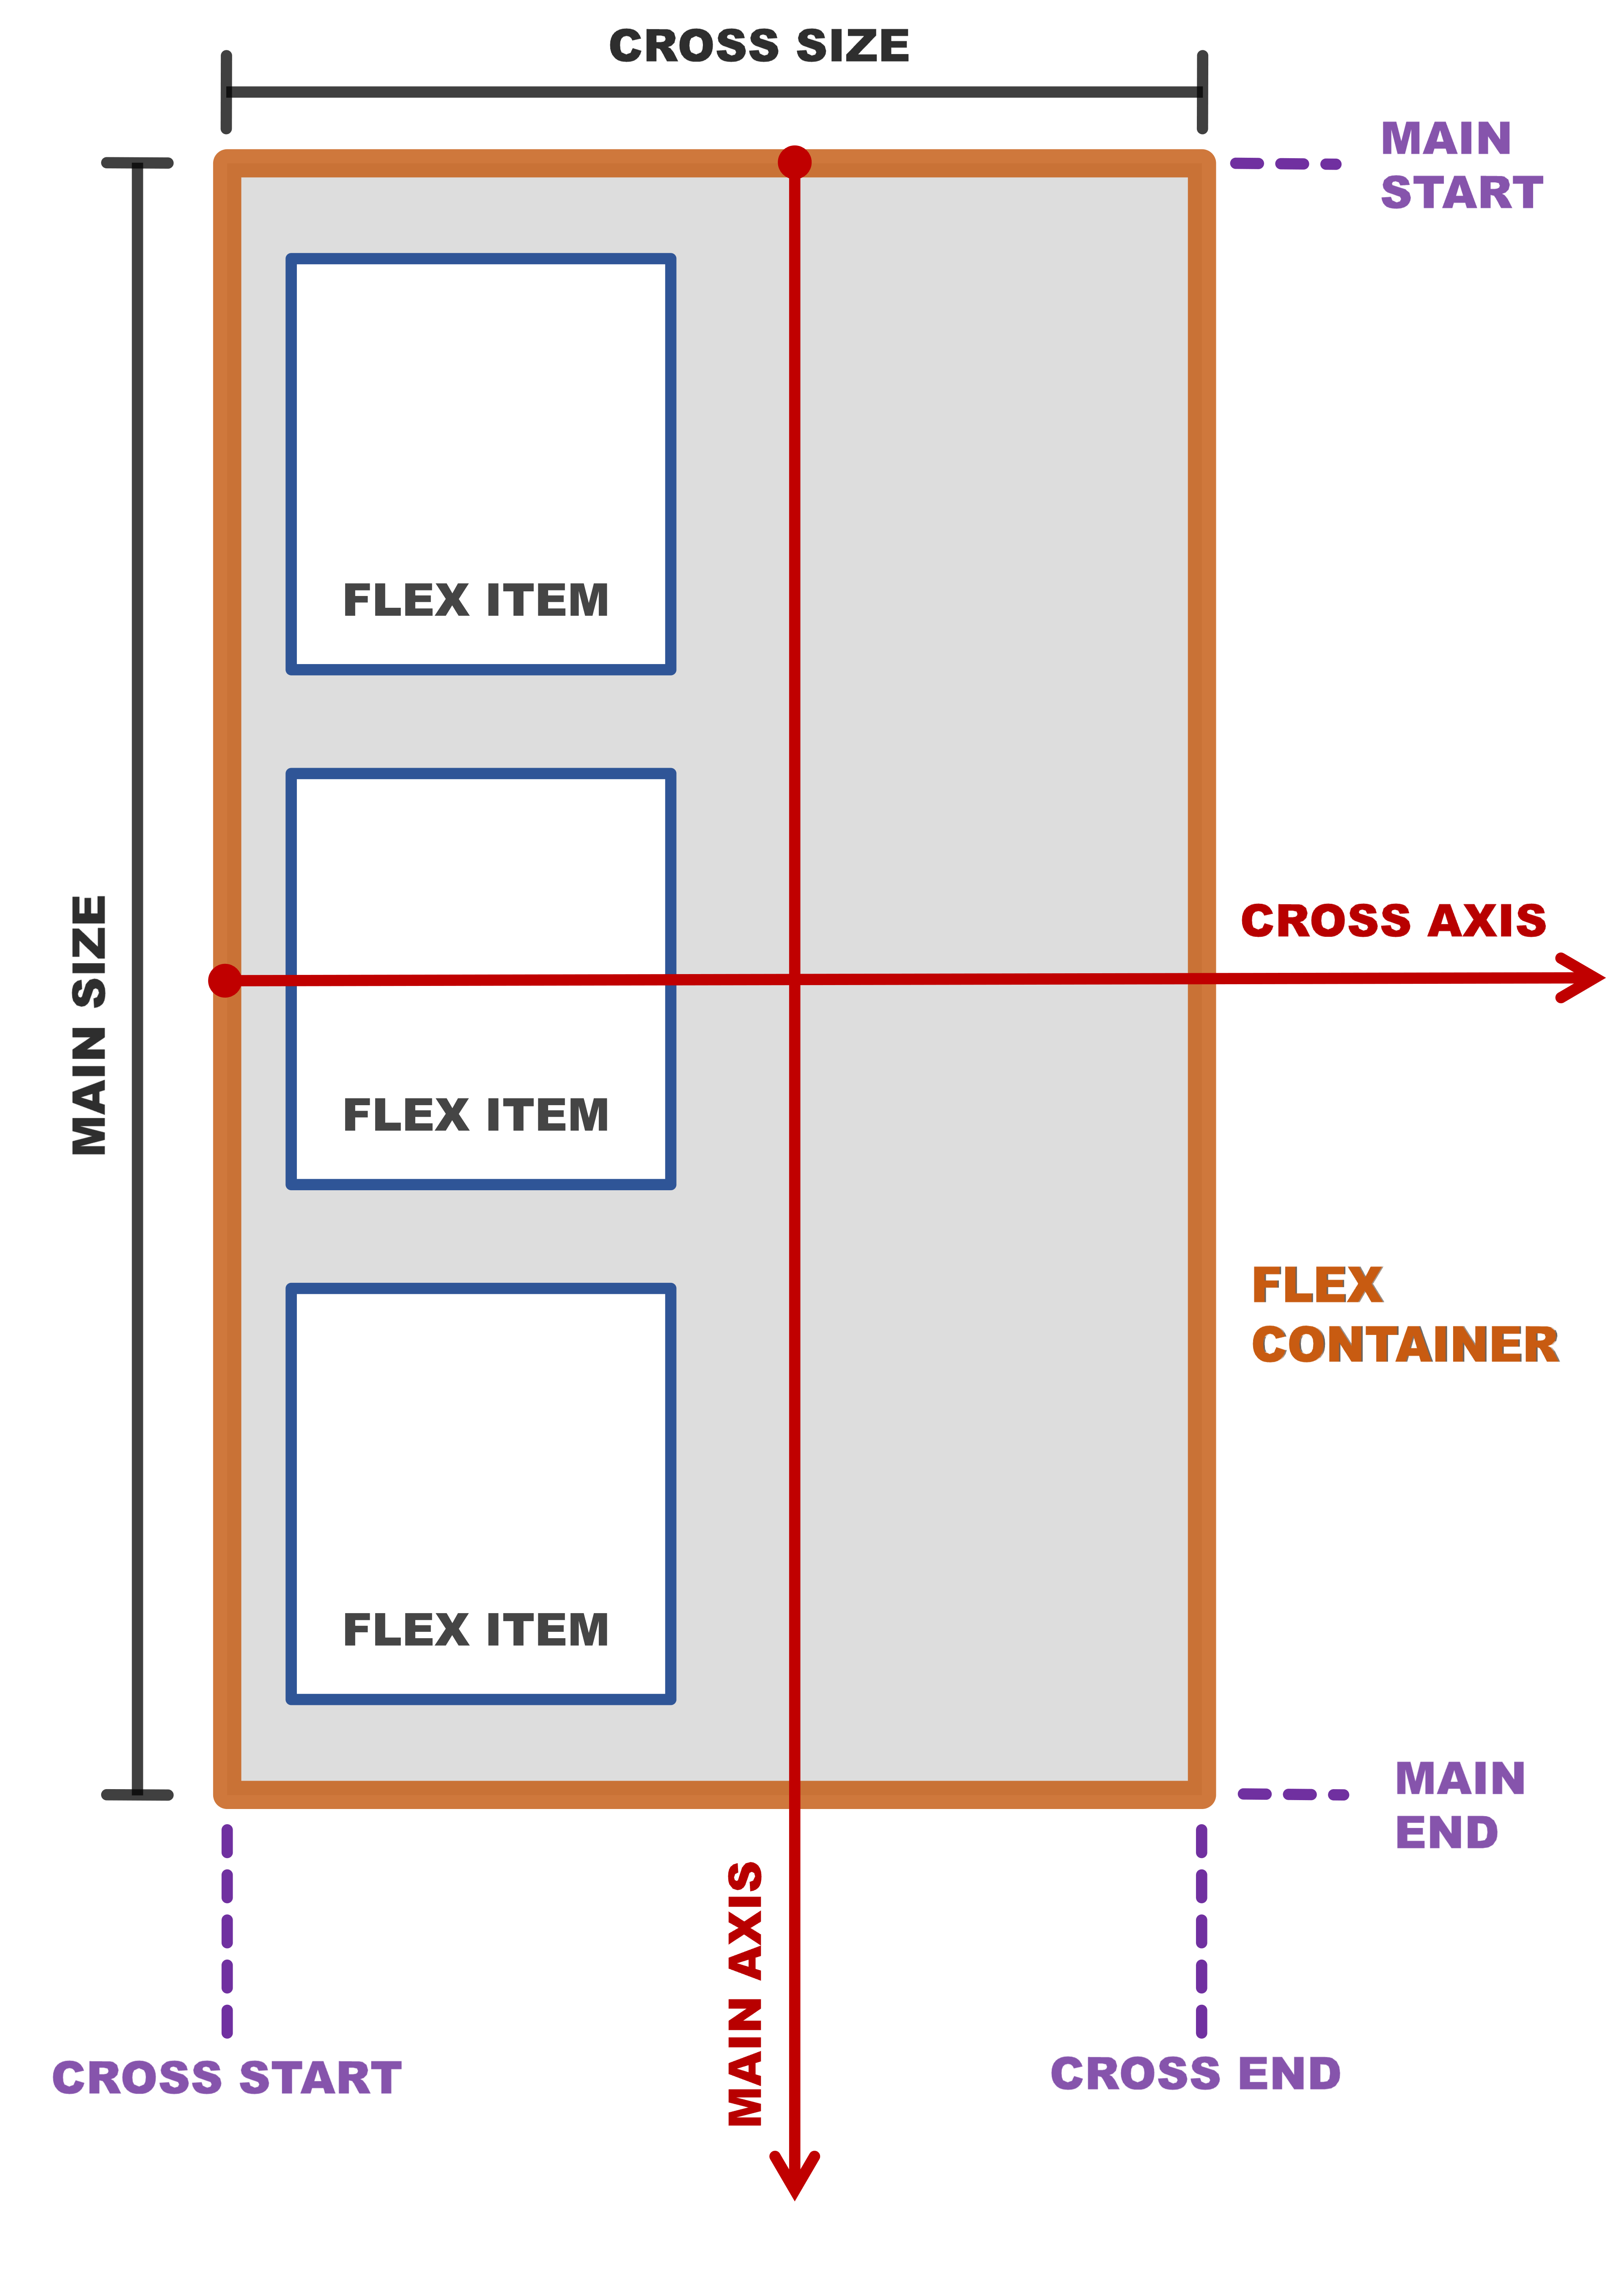 CROSS SIZE
MAIN
START
FLEX ITEM
CROSS AXIS
MAIN SIZE
FLEX ITEM
FLEX
CONTAINER
FLEX ITEM
MAIN
END
MAIN AXIS
CROSS START
CROSS END